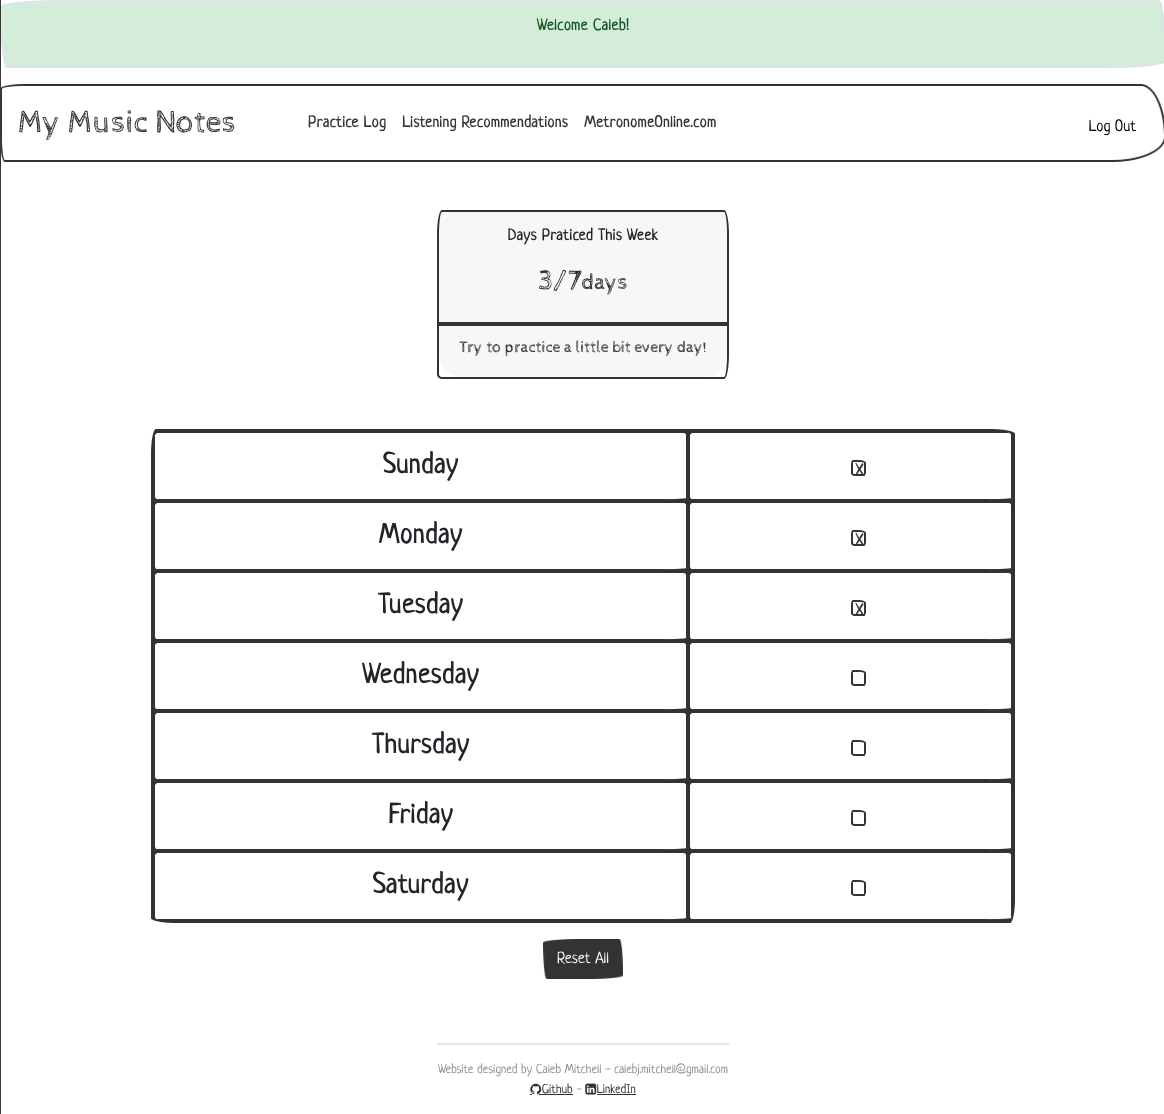 Welcome Caleb!
My Music Notes
Practice Log Listening Recommendations MetronomeOnline.com
Log Out
Days Praticed This Week
3/7days
Try to practice a little bit every day!
Sunday
Monday
Tuesday
Wednesday
Thursday
Friday
Saturday
Reset All
Website designed by Caleb Mitchell - calebj.mitchell@gmail.com
Github - LinkedIn